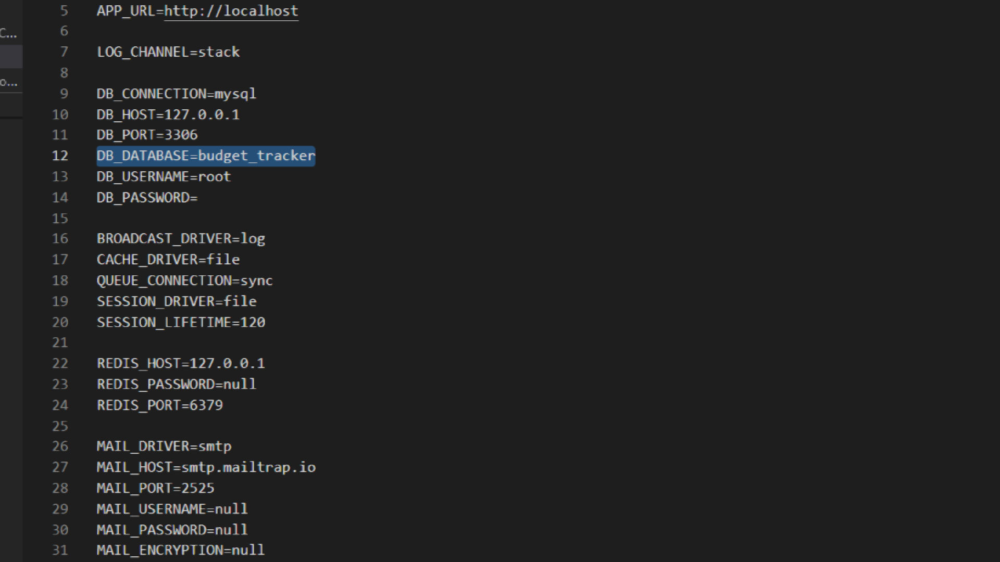 5 APP_URL=http://localhost
6
C...
7 LOG_CHANNEL=stack
8
o...
9 DB_CONNECTION=mysql
10 DB_HOST=127.0.0.1
11 DB_PORT=3306
12 DB_DATABASE=budget_tracker
13 DB_USERNAME=root
14 DB_PASSWORD=
15
16 BROADCAST_DRIVER=log
17 CACHE_DRIVER=file
18 QUEUE_CONNECTION=sync
19 SESSION_DRIVER=file
20 SESSION_LIFETIME=120
21
22 REDIS_HOST=127.0.0.1
23 REDIS_PASSWORD=null
24 REDIS_PORT=6379
25
26 MAIL_DRIVER=smtp
27 MAIL_HOST=smtp.mailtrap.io
28 MAIL_PORT=2525
29 MAIL_USERNAME=null
30 MAIL_PASSWORD=null
31 MAIL_ENCRYPTION=null